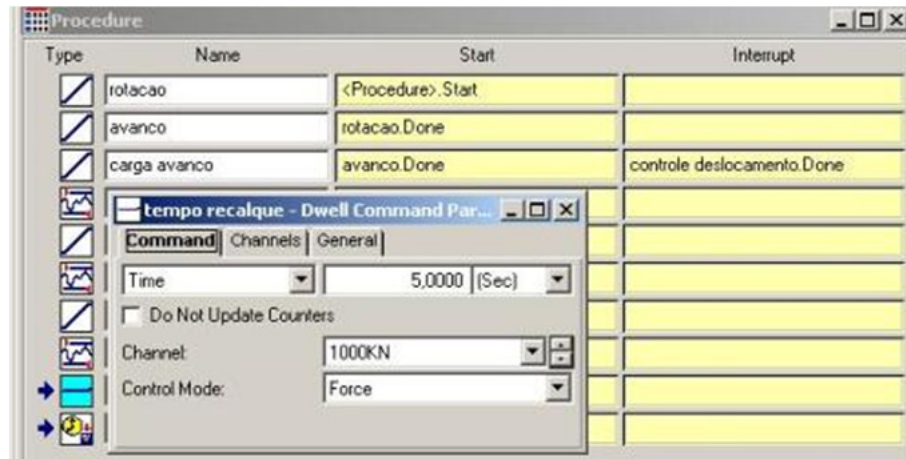 Procedure
Type Name Start Interrupt
rotacao <Procedure>.Start
avanco rotacao.Done
carga avanco avanco.Done controle deslocamento.Done
tempo recalque - Dwell Command Par...
Command Channels General
Time 5,0000 (Sec)
Do Not Update Counters
Channel: 1000KN
Control Mode: Force